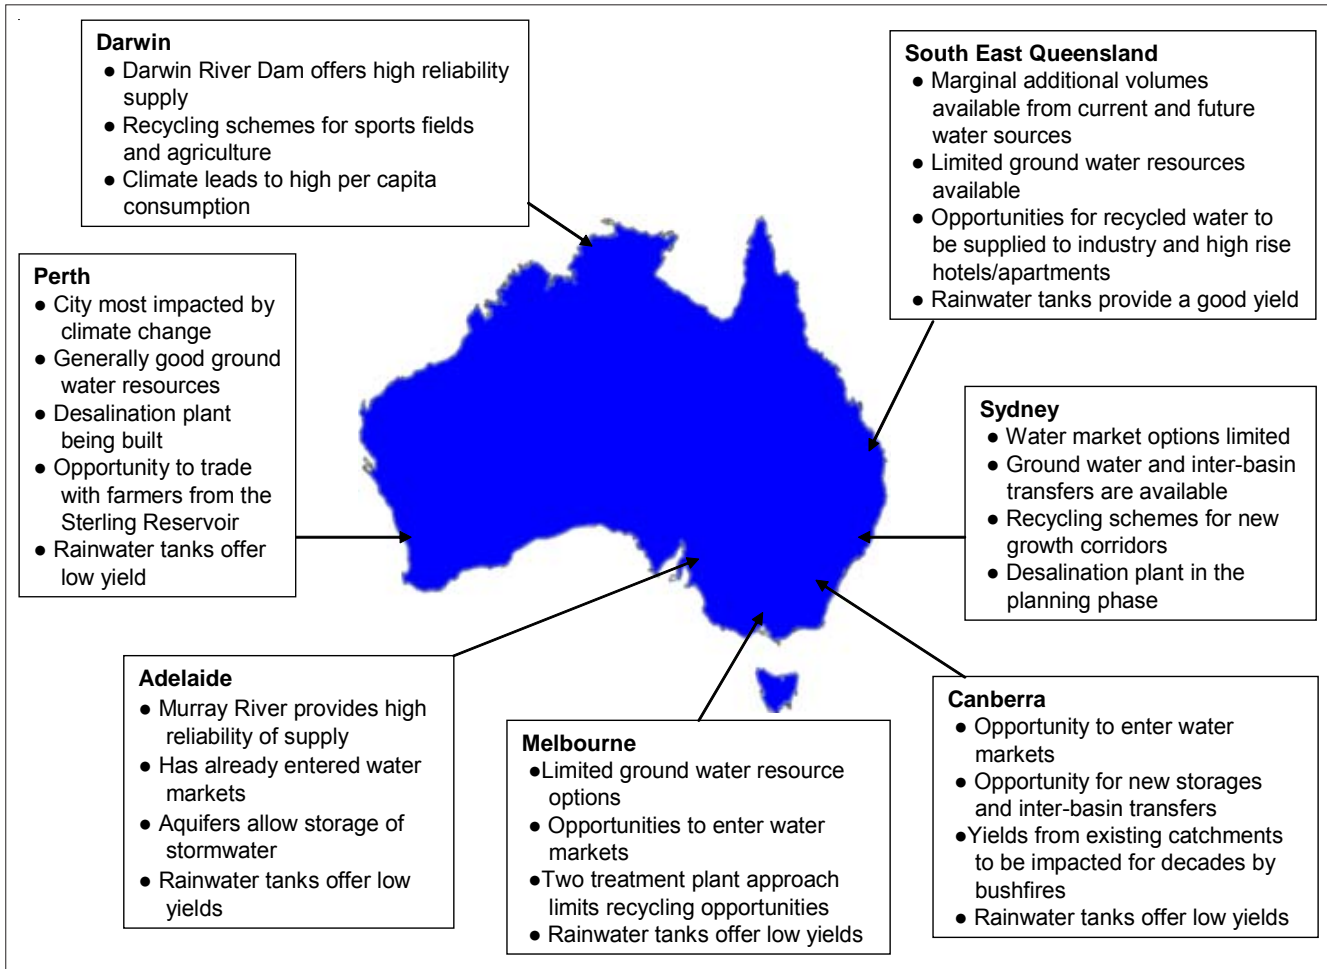 Darwin
● Darwin River Dam offers high reliability
supply
● Recycling schemes for sports fields
and agriculture
● Climate leads to high per capita
consumption
South East Queensland
● Marginal additional volumes
available from current and future
water sources
● Limited ground water resources
available
● Opportunities for recycled water to
be supplied to industry and high rise
hotels/apartments
● Rainwater tanks provide a good yield
Perth
● City most impacted by
climate change
● Generally good ground
water resources
● Desalination plant
being built
● Opportunity to trade
with farmers from the
Sterling Reservoir
● Rainwater tanks offer
low yield
Sydney
● Water market options limited
● Ground water and inter-basin
transfers are available
● Recycling schemes for new
growth corridors
● Desalination plant in the
planning phase
Adelaide
● Murray River provides high
reliability of supply
● Has already entered water
markets
● Aquifers allow storage of
stormwater
● Rainwater tanks offer low
yields
Melbourne
●Limited ground water resource
options
● Opportunities to enter water
markets
●Two treatment plant approach
limits recycling opportunities
● Rainwater tanks offer low yields
Canberra
● Opportunity to enter water
markets
● Opportunity for new storages
and inter-basin transfers
●Yields from existing catchments
to be impacted for decades by
bushfires
● Rainwater tanks offer low yields